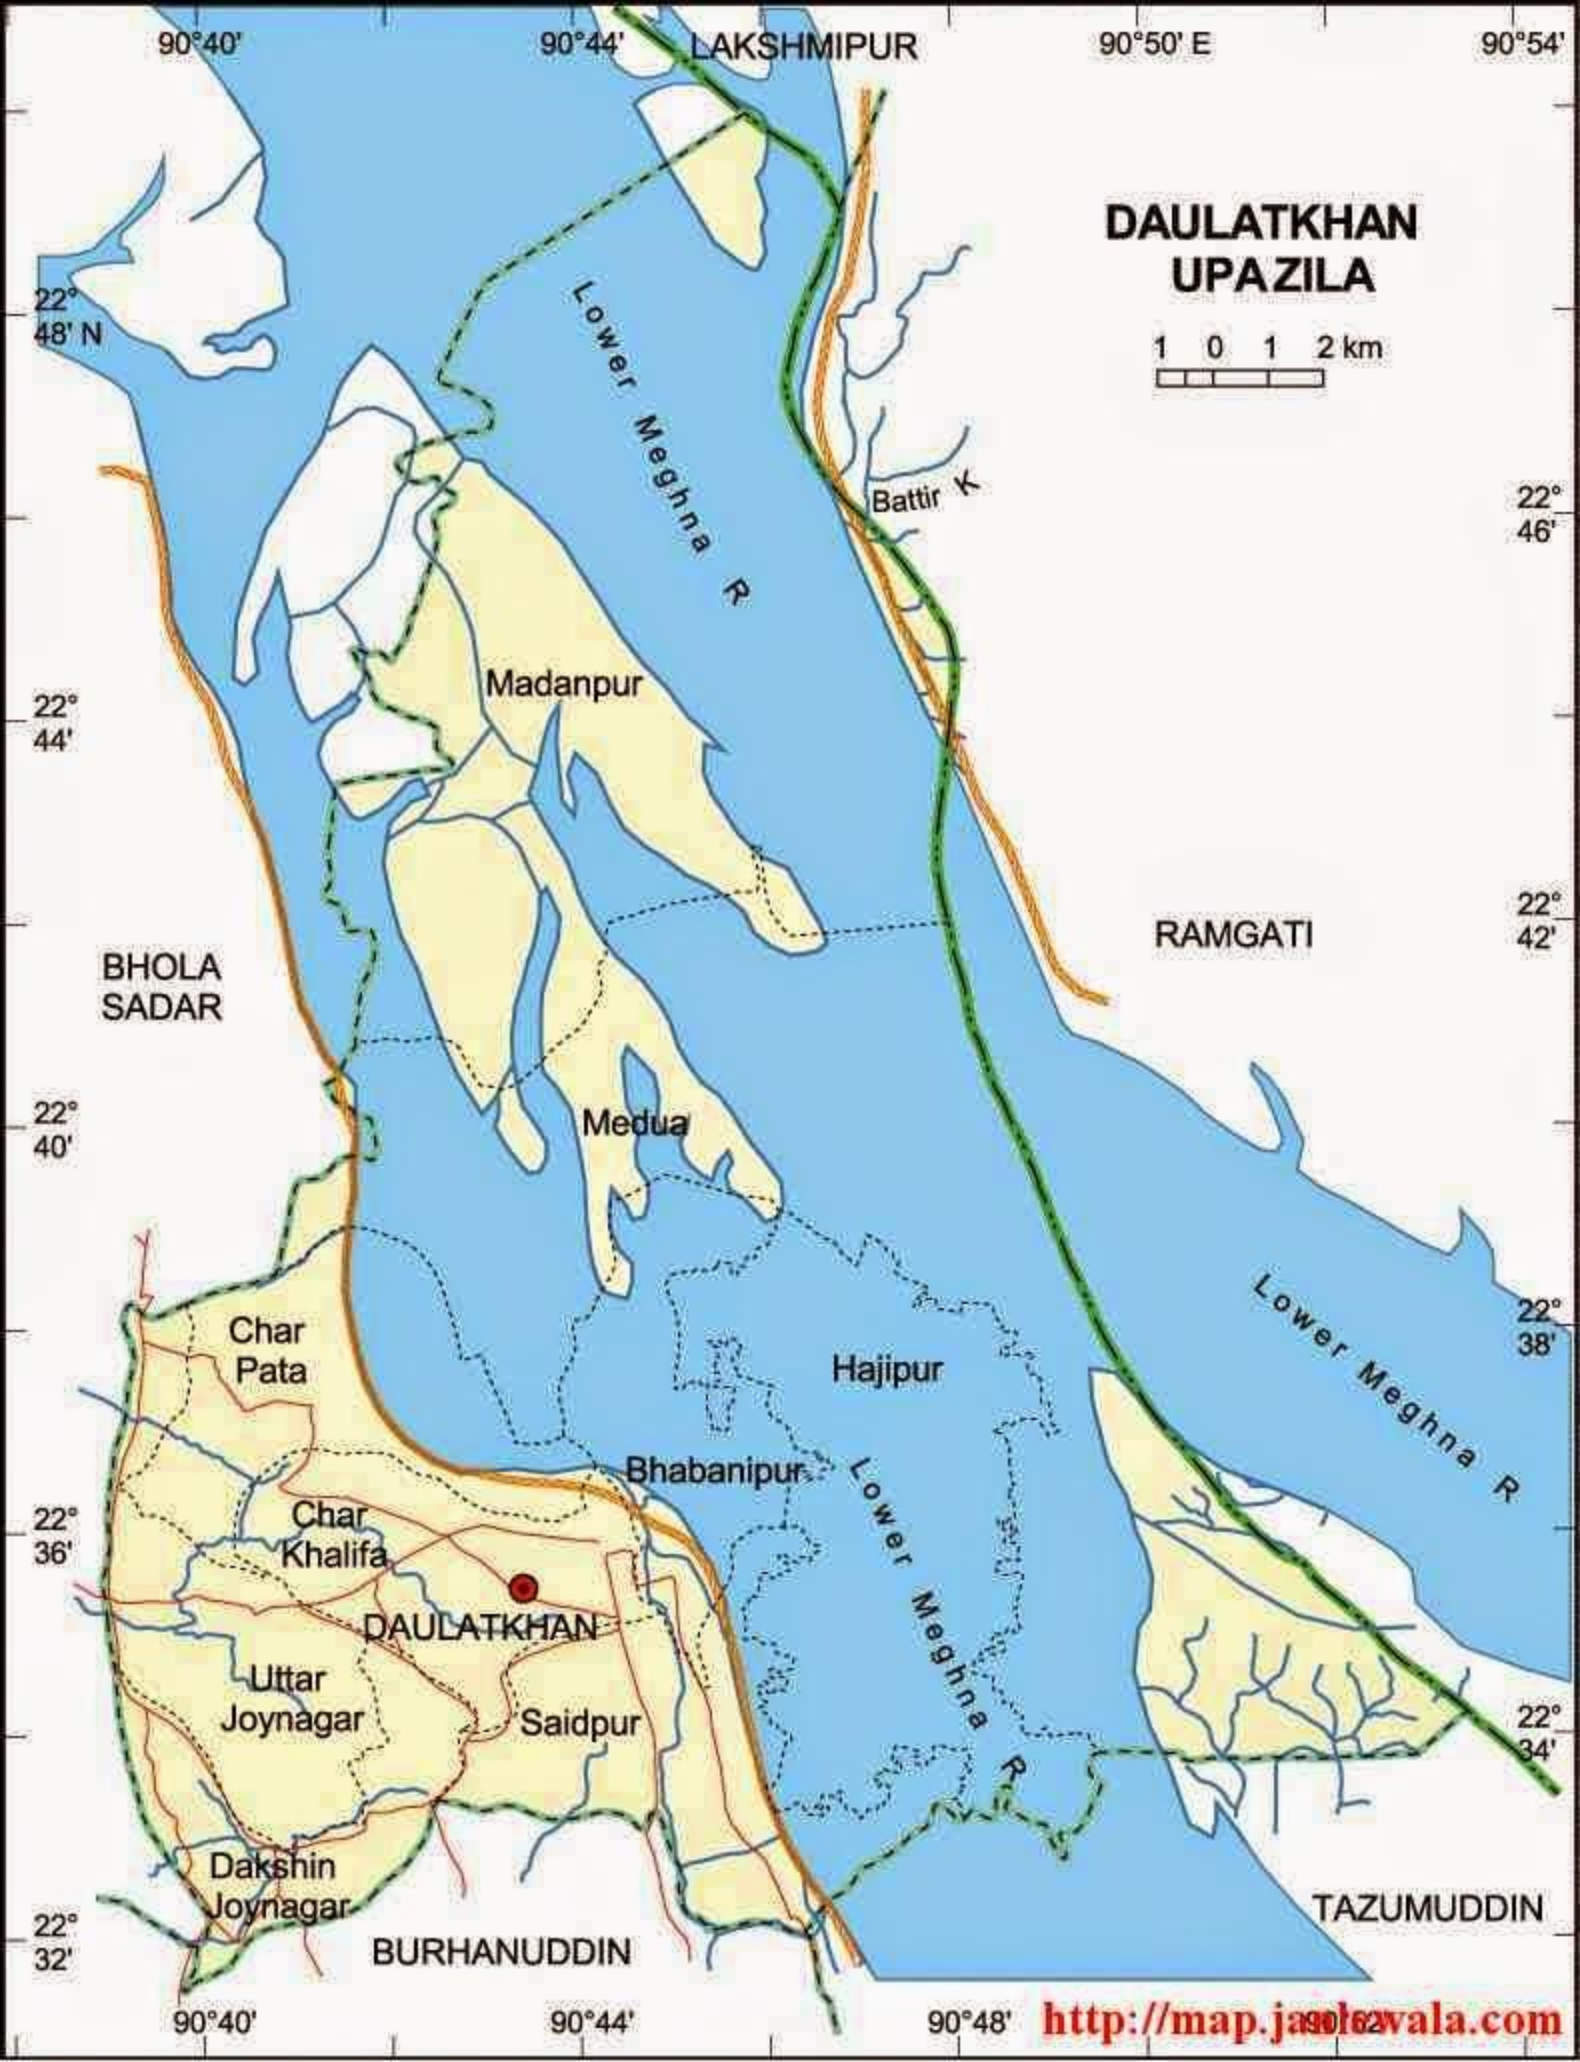 90°40'
90°44'
LAKSHMIPUR
90°50' E
90°54'
DAULATKHAN
UPAZILA
1 0 1 2 km
22°
48' N
Lower Meghna R
Battir K
22°
46'
Madanpur
22°
44'
22°
42'
RAMGATI
BHOLA
SADAR
22°
40'
Medua
Char
Pata
Hajipur
Lower Meghna R
22°
38'
Bhabanipur
Lower Meghna R
22°
36'
Char
Khalifa
DAULATKHAN
Uttar
Joynagar
Saidpur
22°
34'
Dakshin
Joynagar
22°
32'
BURHANUDDIN
TAZUMUDDIN
90°40'
90°44'
90°48'